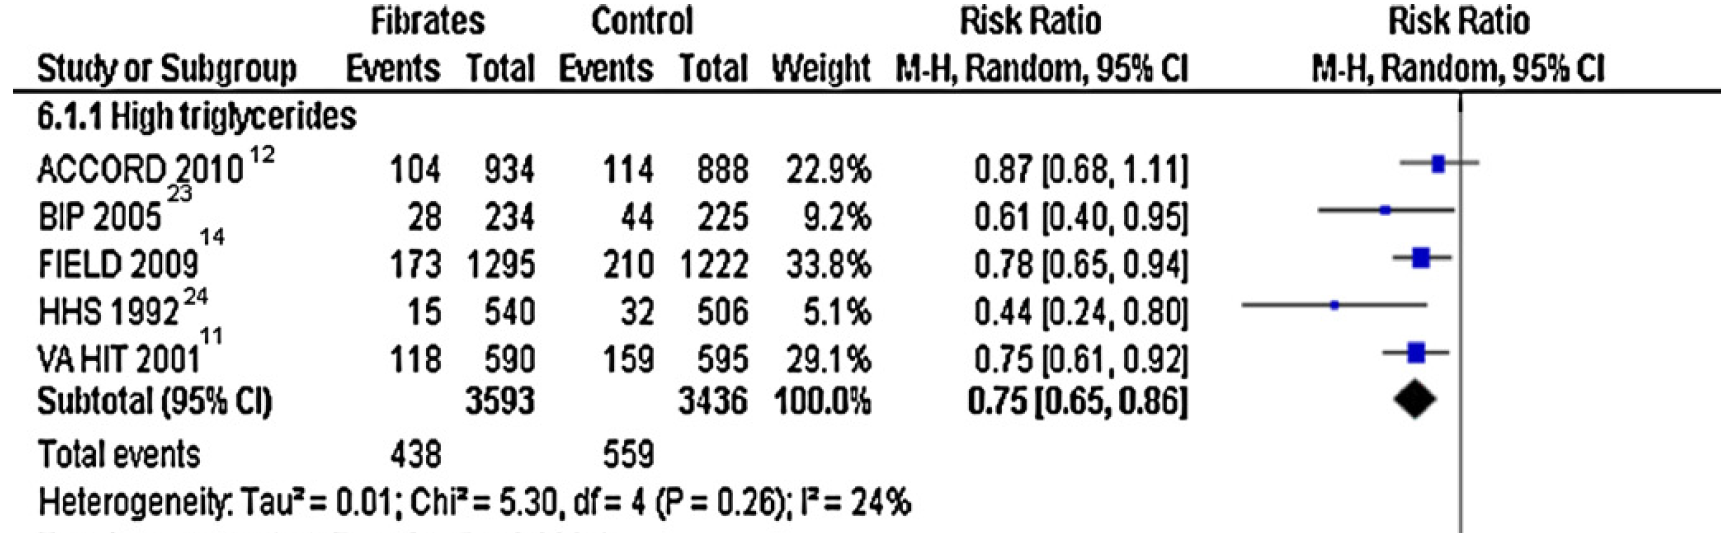 Fibrates Control Risk Ratio Risk Ratio
Study or Subgroup Events Total Events Total Weight M-H, Random, 95% CI M-H, Random, 95% CI
6.1.1 High triglycerides
ACCORD 2010 12 104 934 114 888 22.9% 0.87 [0.68, 1.11]
BIP 2005 23 28 234 44 225 9.2% 0.61 [0.40, 0.95]
FIELD 2009 14 173 1295 210 1222 33.8% 0.78 [0.65, 0.94]
HHS 1992 24 15 540 32 506 5.1% 0.44 [0.24, 0.80]
VA HIT 2001 11 118 590 159 595 29.1% 0.75 [0.61, 0.92]
Subtotal (95% CI) 3593 3436 100.0% 0.75 [0.65, 0.86]
Total events 438 559
Heterogeneity: Tau² = 0.01; Chi² = 5.30, df = 4 (P = 0.26); I² = 24%